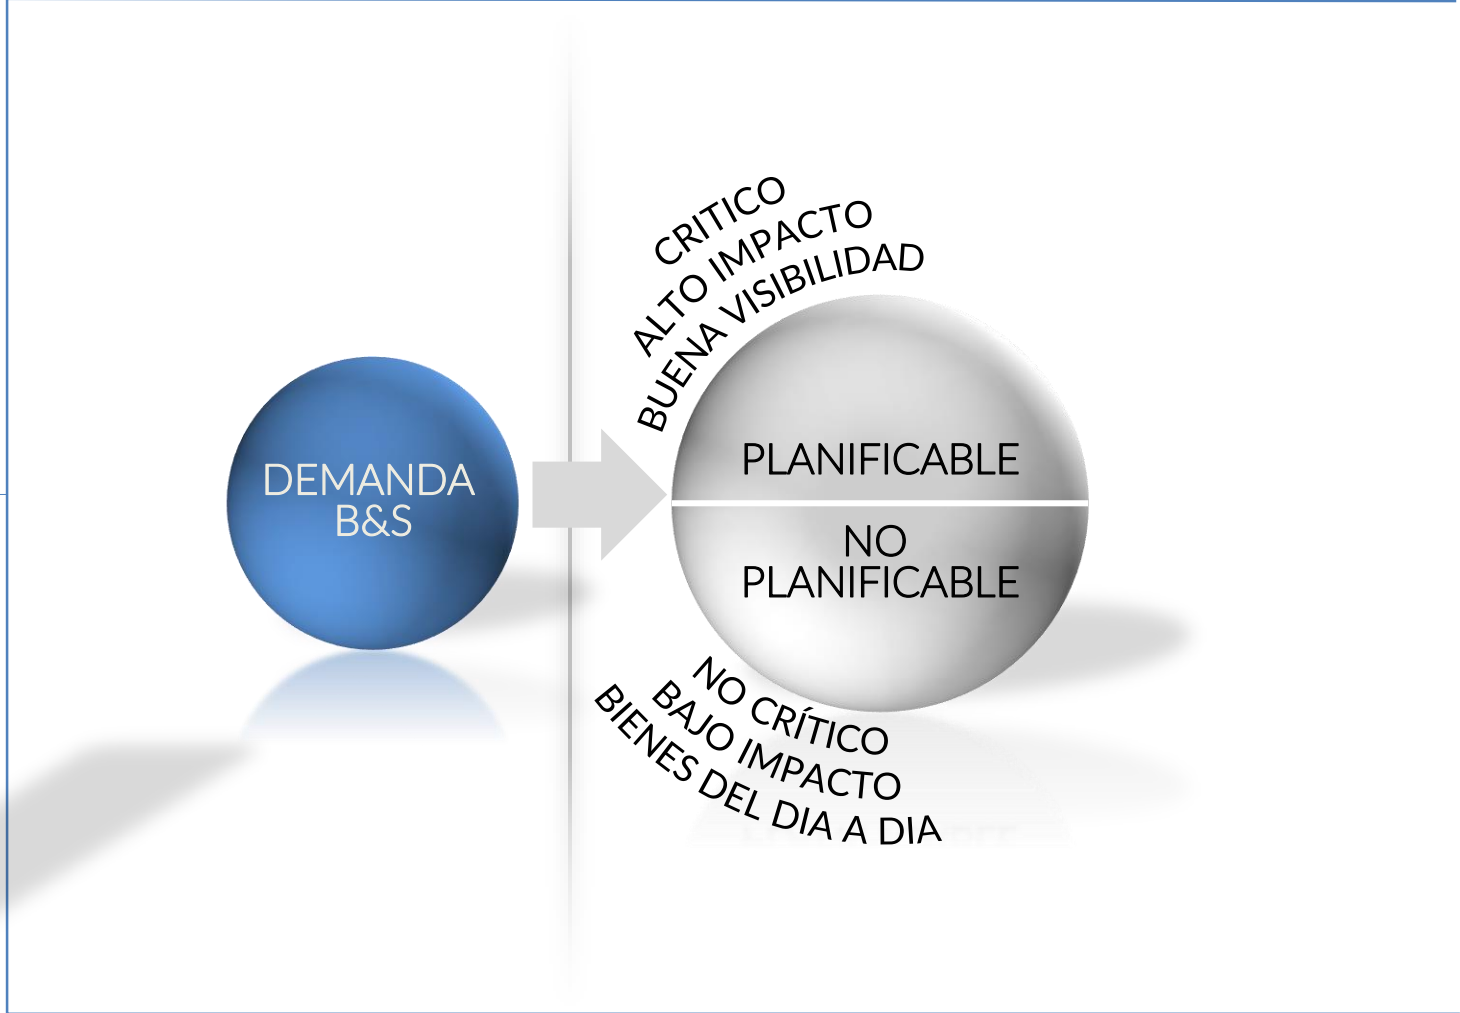 DEMANDA
B&S
CRITICO
ALTO IMPACTO
BUENA VISIBILIDAD
PLANIFICABLE
NO
PLANIFICABLE
NO CRÍTICO
BAJO IMPACTO
BIENES DEL DIA A DIA